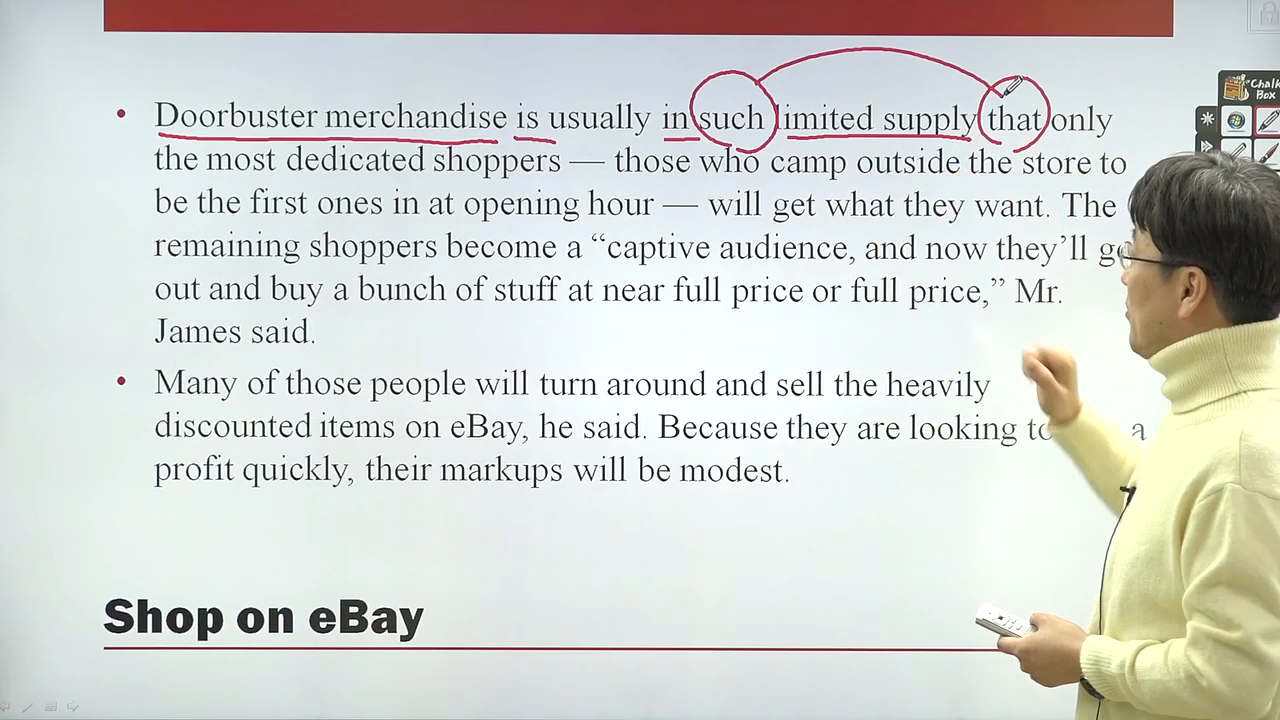 Chalk
Box
• Doorbuster merchandise is usually in such limited supply that only
the most dedicated shoppers — those who camp outside the store to
be the first ones in at opening hour — will get what they want. The
remaining shoppers become a “captive audience, and now they’ll
out and buy a bunch of stuff at near full price or full price,” Mr.
James said.
• Many of those people will turn around and sell the heavily
discounted items on eBay, he said. Because they are looking to a
profit quickly, their markups will be modest.
Shop on eBay